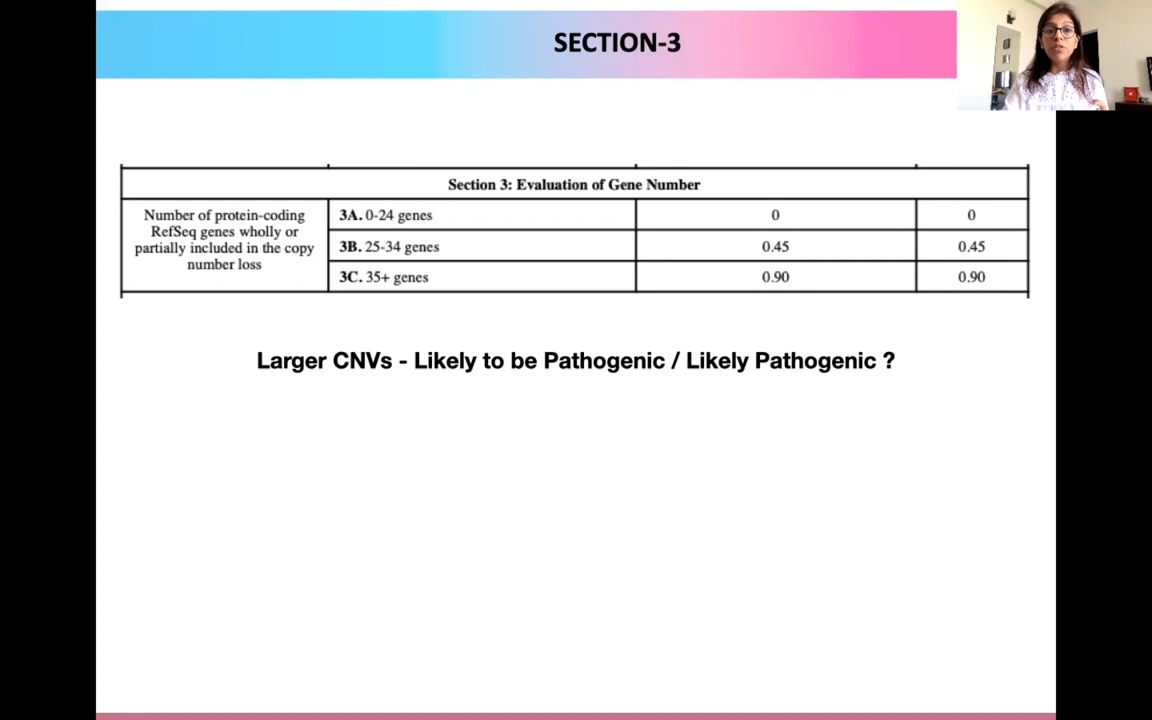 SECTION-3
Section 3: Evaluation of Gene Number
Number of protein-coding
RefSeq genes wholly or
partially included in the copy
number loss
3A. 0-24 genes
0
0
3B. 25-34 genes
0.45
0.45
3C. 35+ genes
0.90
0.90
Larger CNVs - Likely to be Pathogenic / Likely Pathogenic ?